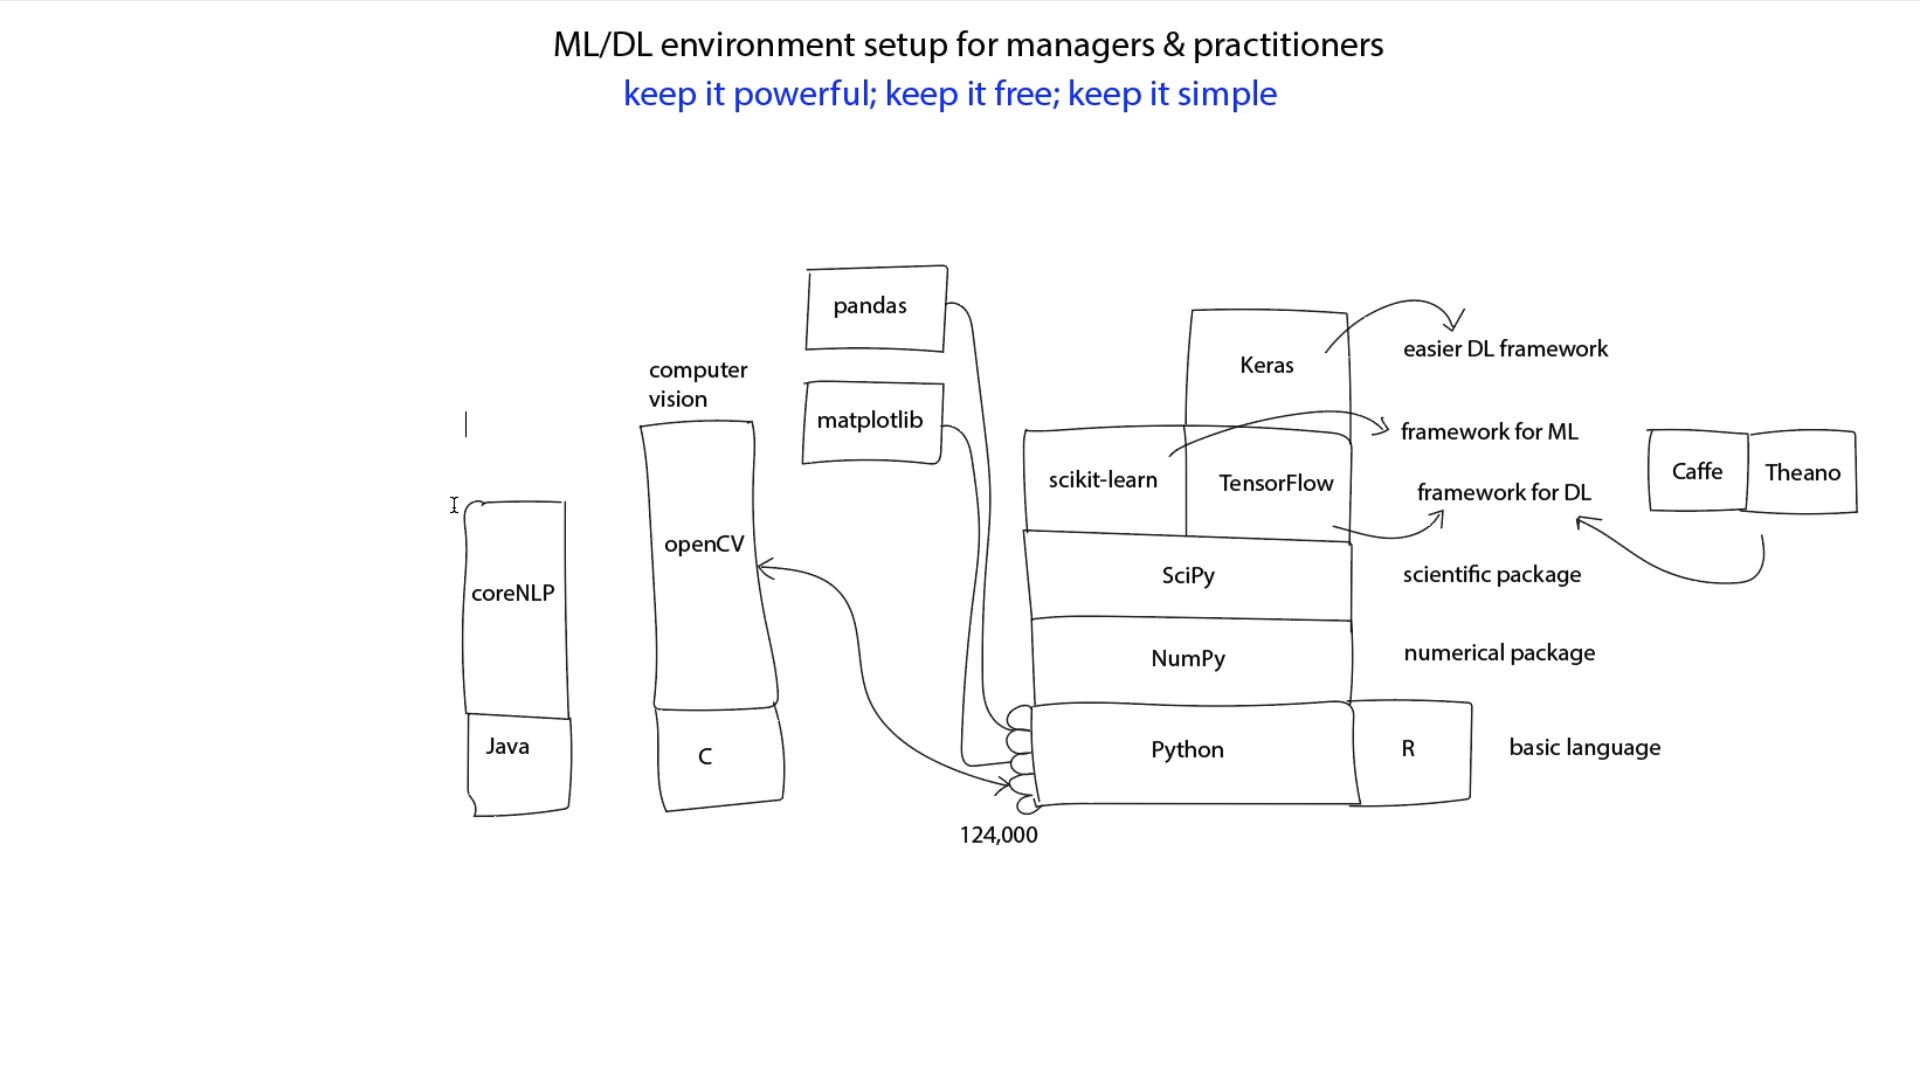 ML/DL environment setup for managers & practitioners
keep it powerful; keep it free; keep it simple
pandas
computer
vision
matplotlib
Keras
easier DL framework
framework for ML
scikit-learn
TensorFlow
framework for DL
Caffe
Theano
coreNLP
openCV
SciPy
scientific package
NumPy
numerical package
Java
C
Python
R
basic language
124,000